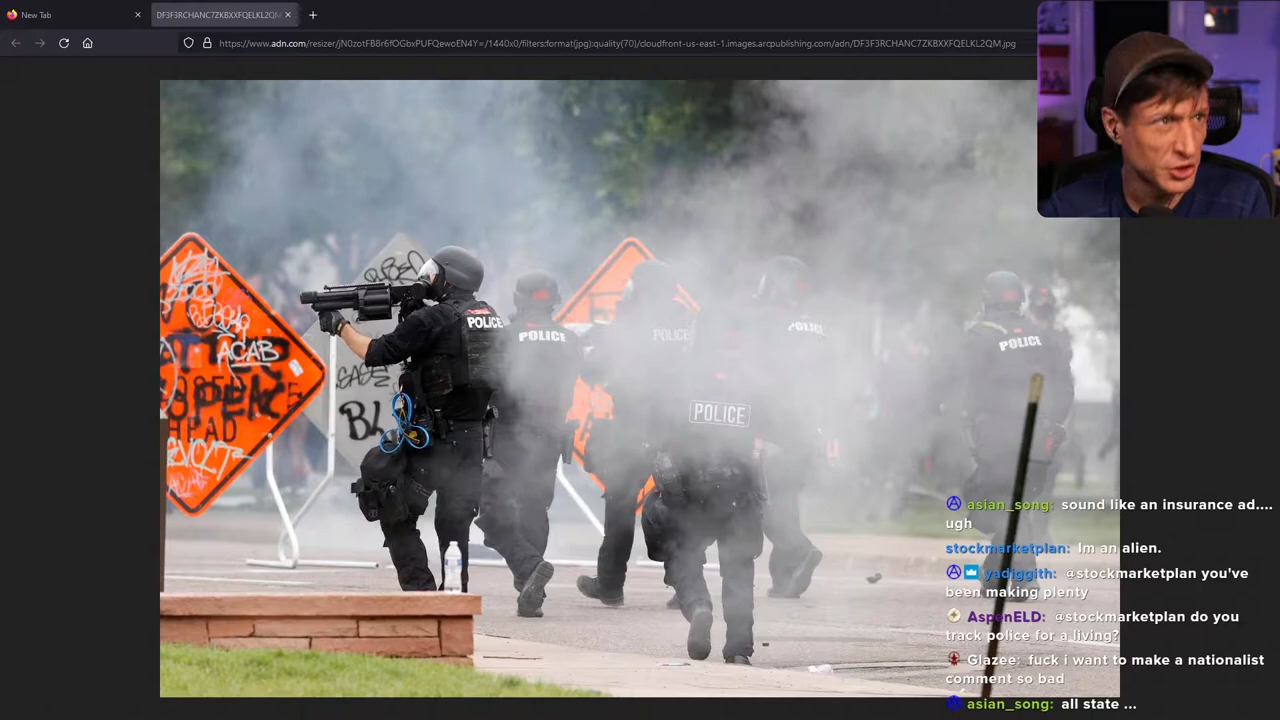 New Tab
DF3F3RCHANC7ZKBXXFQELKL2QM
https://www.adn.com/resizer/jN0zotFB8r6fOGbxPUFQewoEN4Y=/1440x0/filters:format(jpg):quality(70)/cloudfront-us-east-1.images.arcpublishing.com/adn/DF3F3RCHANC7ZKBXXFQELKL2QM.jpg
ACAB
BL
POLICE
POLICE
POLICE
POLICE
POLICE
POLICE
asian_song: sound like an insurance ad....
ugh
stockmarketplan: Im an alien.
yadiggith: @stockmarketplan you've
been making plenty
AspenELD: @stockmarketplan do you
track police for a living?
Glazee: fuck i want to make a nationalist
comment so bad
asian_song: all state ...